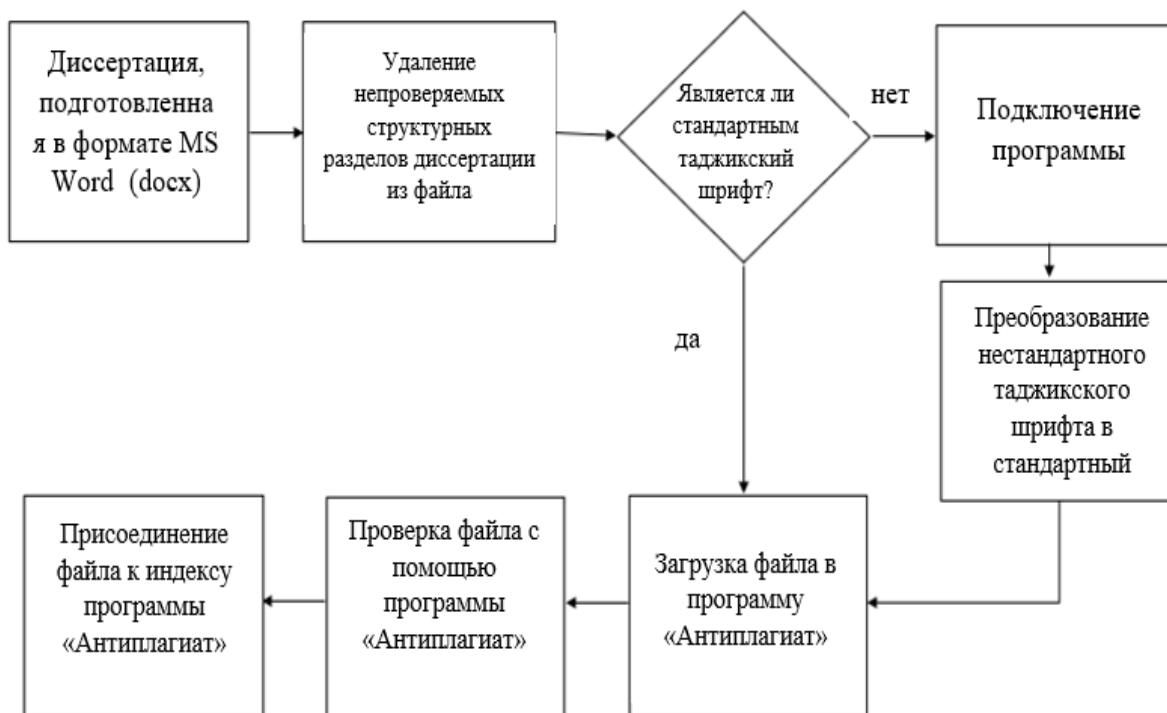 Диссертация,
подготовленна
я в формате MS
Word (docx)
Удаление
непроверяемых
структурных
разделов диссертации
из файла
Является ли
стандартным
таджикский
шрифт?
нет
Подключение
программы
да
Преобразование
нестандартного
таджикского
шрифта в
стандартный
Присоединение
файла к индексу
программы
«Антиплагиат»
Проверка файла с
помощью
программы
«Антиплагиат»
Загрузка файла в
программу
«Антиплагиат»